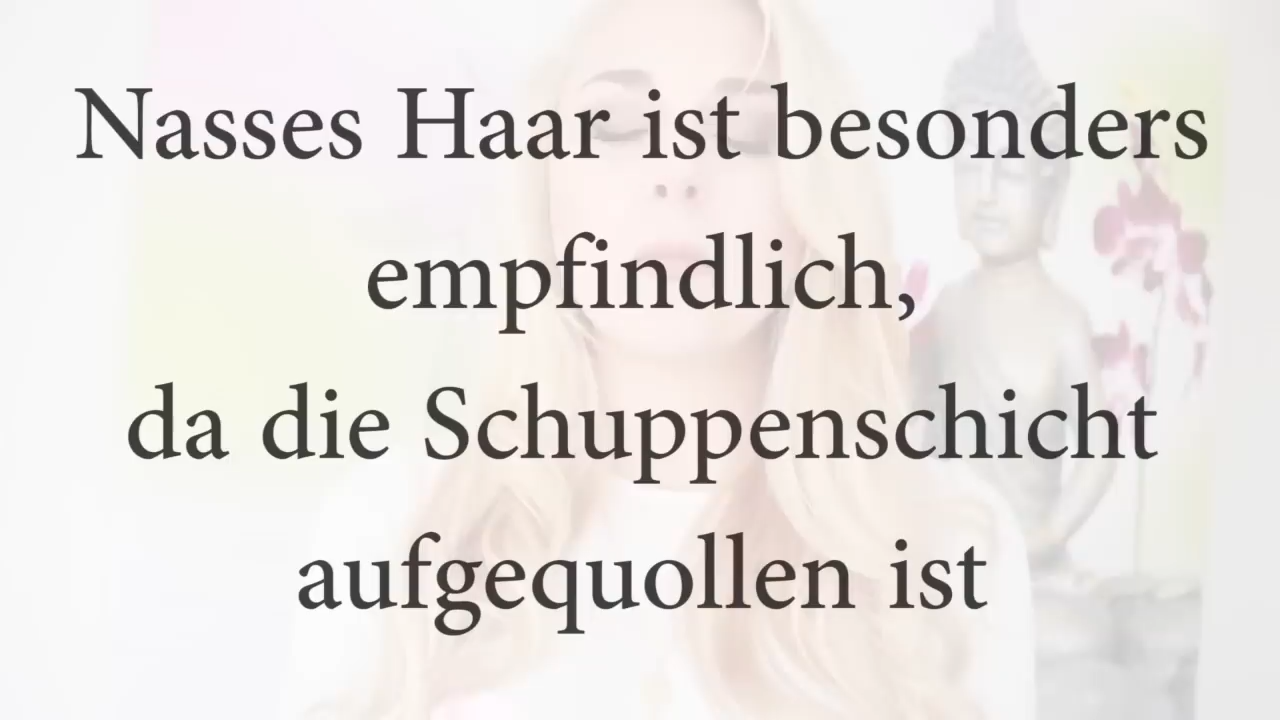 Nasses Haar ist besonders
empfindlich,
da die Schuppenschicht
aufgequollen ist